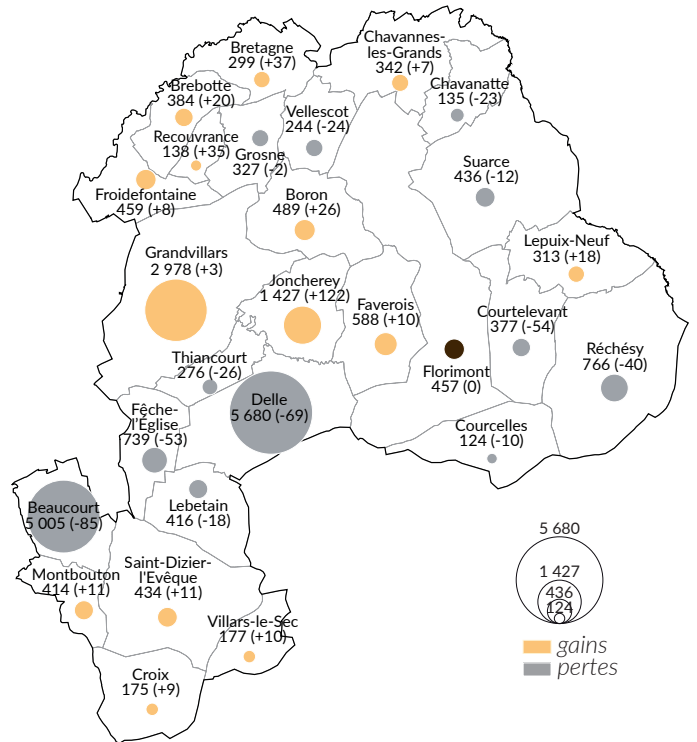 Bretagne
299 (+37)
Chavannes-
les-Grands
342 (+7)
Brebotte
384 (+20)
Chavanatte
135 (-23)
Vellescot
244 (-24)
Recouvrance
138 (+35)
Grosne
327 (-2)
Suarce
436 (-12)
Froidefontaine
459 (+8)
Boron
489 (+26)
Grandvillars
2 978 (+3)
Lepuix-Neuf
313 (+18)
Joncherey
1 427 (+122)
Faverois
588 (+10)
Courtelevant
377 (-54)
Thiancourt
276 (-26)
Florimont
457 (0)
Réchésy
766 (-40)
Delle
5 680 (-69)
Fêche-
l'Église
739 (-53)
Courcelles
124 (-10)
Beaucourt
5 005 (-85)
Lebetain
416 (-18)
Montbouton
414 (+11)
Saint-Dizier-
l'Evêque
434 (+11)
Villars-le-Sec
177 (+10)
Croix
175 (+9)
5 680
1 427
436
124
gains
pertes